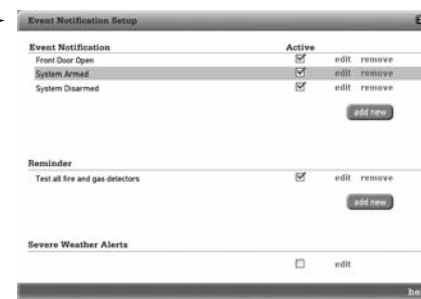 Event Notification Setup
Event Notification Active
Front Door Open edit remove
System Armed edit remove
System Disarmed edit remove
add new
Reminder
Test all fire and gas detectors edit remove
add new
Severe Weather Alerts
edit